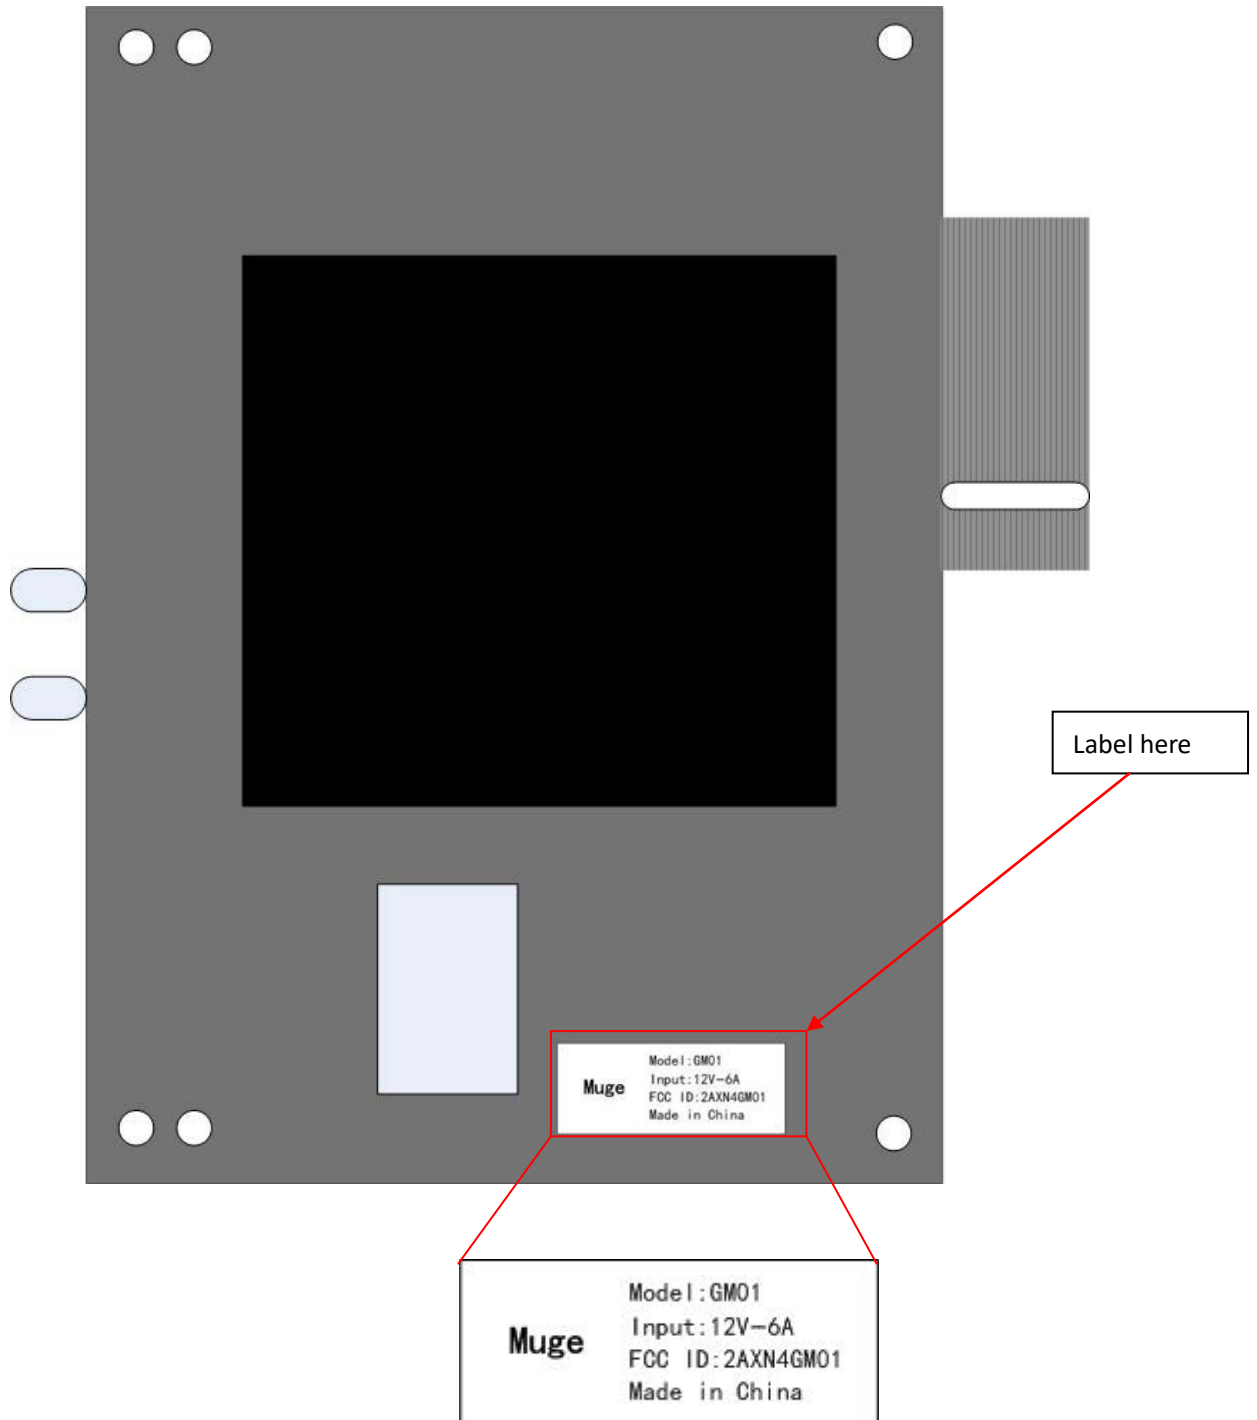 Label here
Muge
Model:GM01
Input:12V-6A
FCC ID:2AXN4GM01
Made in China
Muge
Model:GM01
Input:12V-6A
FCC ID:2AXN4GM01
Made in China